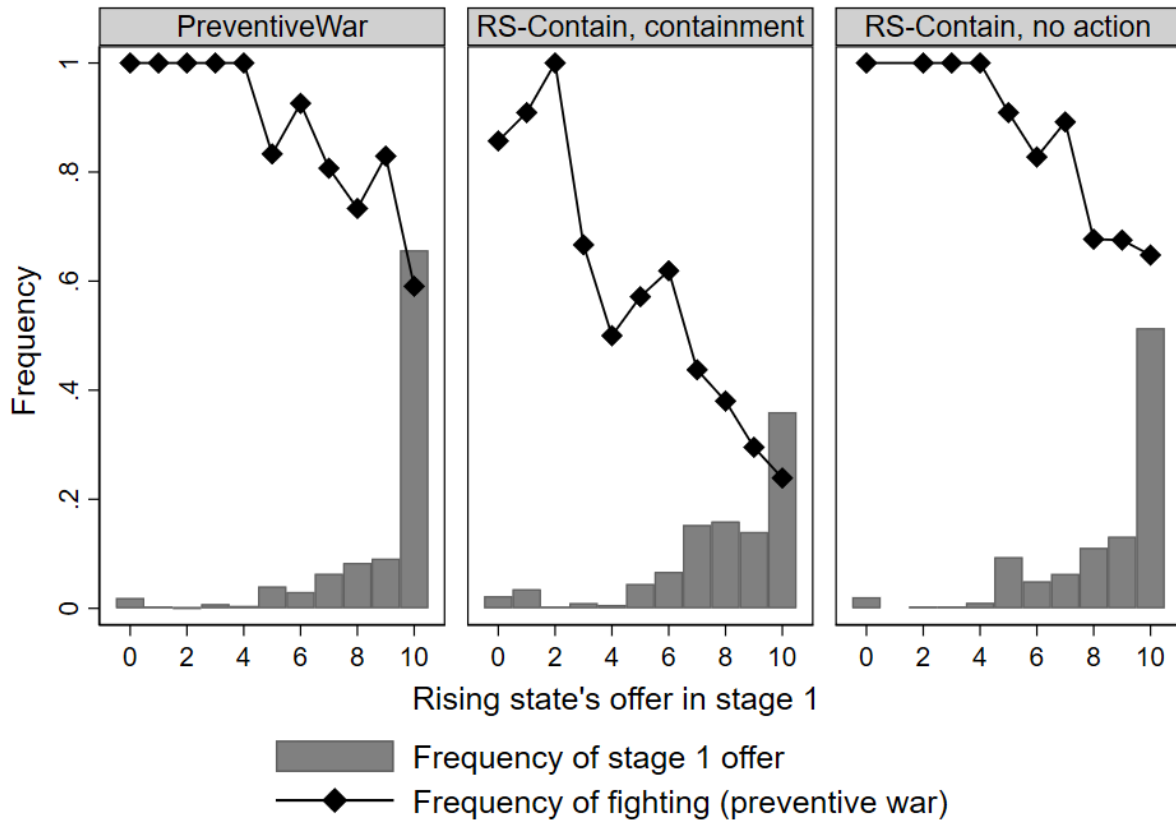 PreventiveWar
RS-Contain, containment
RS-Contain, no action
Frequency
1
.8
.6
.4
.2
0
0 2 4 6 8 10
0 2 4 6 8 10
0 2 4 6 8 10
Rising state's offer in stage 1
Frequency of stage 1 offer
Frequency of fighting (preventive war)